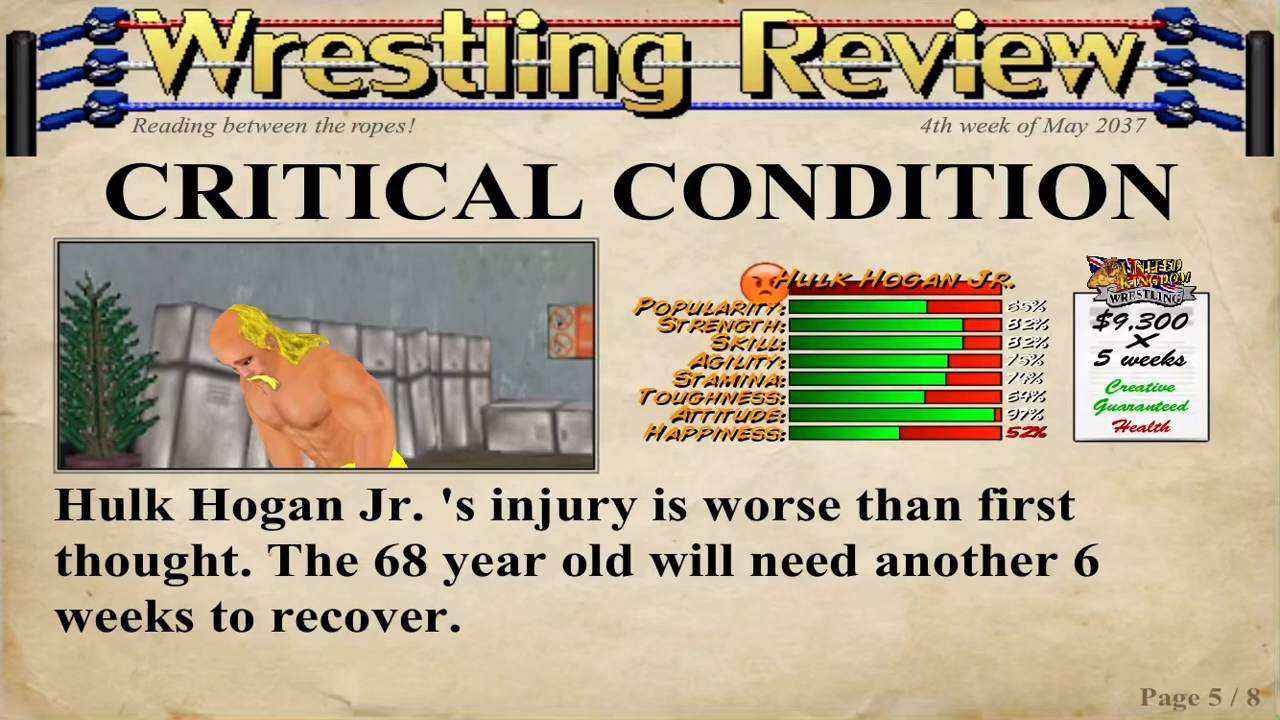 Wrestling Review
Reading between the ropes!
4th week of May 2037
CRITICAL CONDITION
HULK HOGAN JR.
POPULARITY: 65%
STRENGTH: 82%
SKILL: 82%
AGILITY: 75%
STAMINA: 74%
TOUGHNESS: 64%
ATTITUDE: 97%
HAPPINESS: 52%
UNITED
KINGDOM
WRESTLING
$9,300
X
5 weeks
Creative
Guaranteed
Health
Hulk Hogan Jr. 's injury is worse than first
thought. The 68 year old will need another 6
weeks to recover.
Page 5 / 8